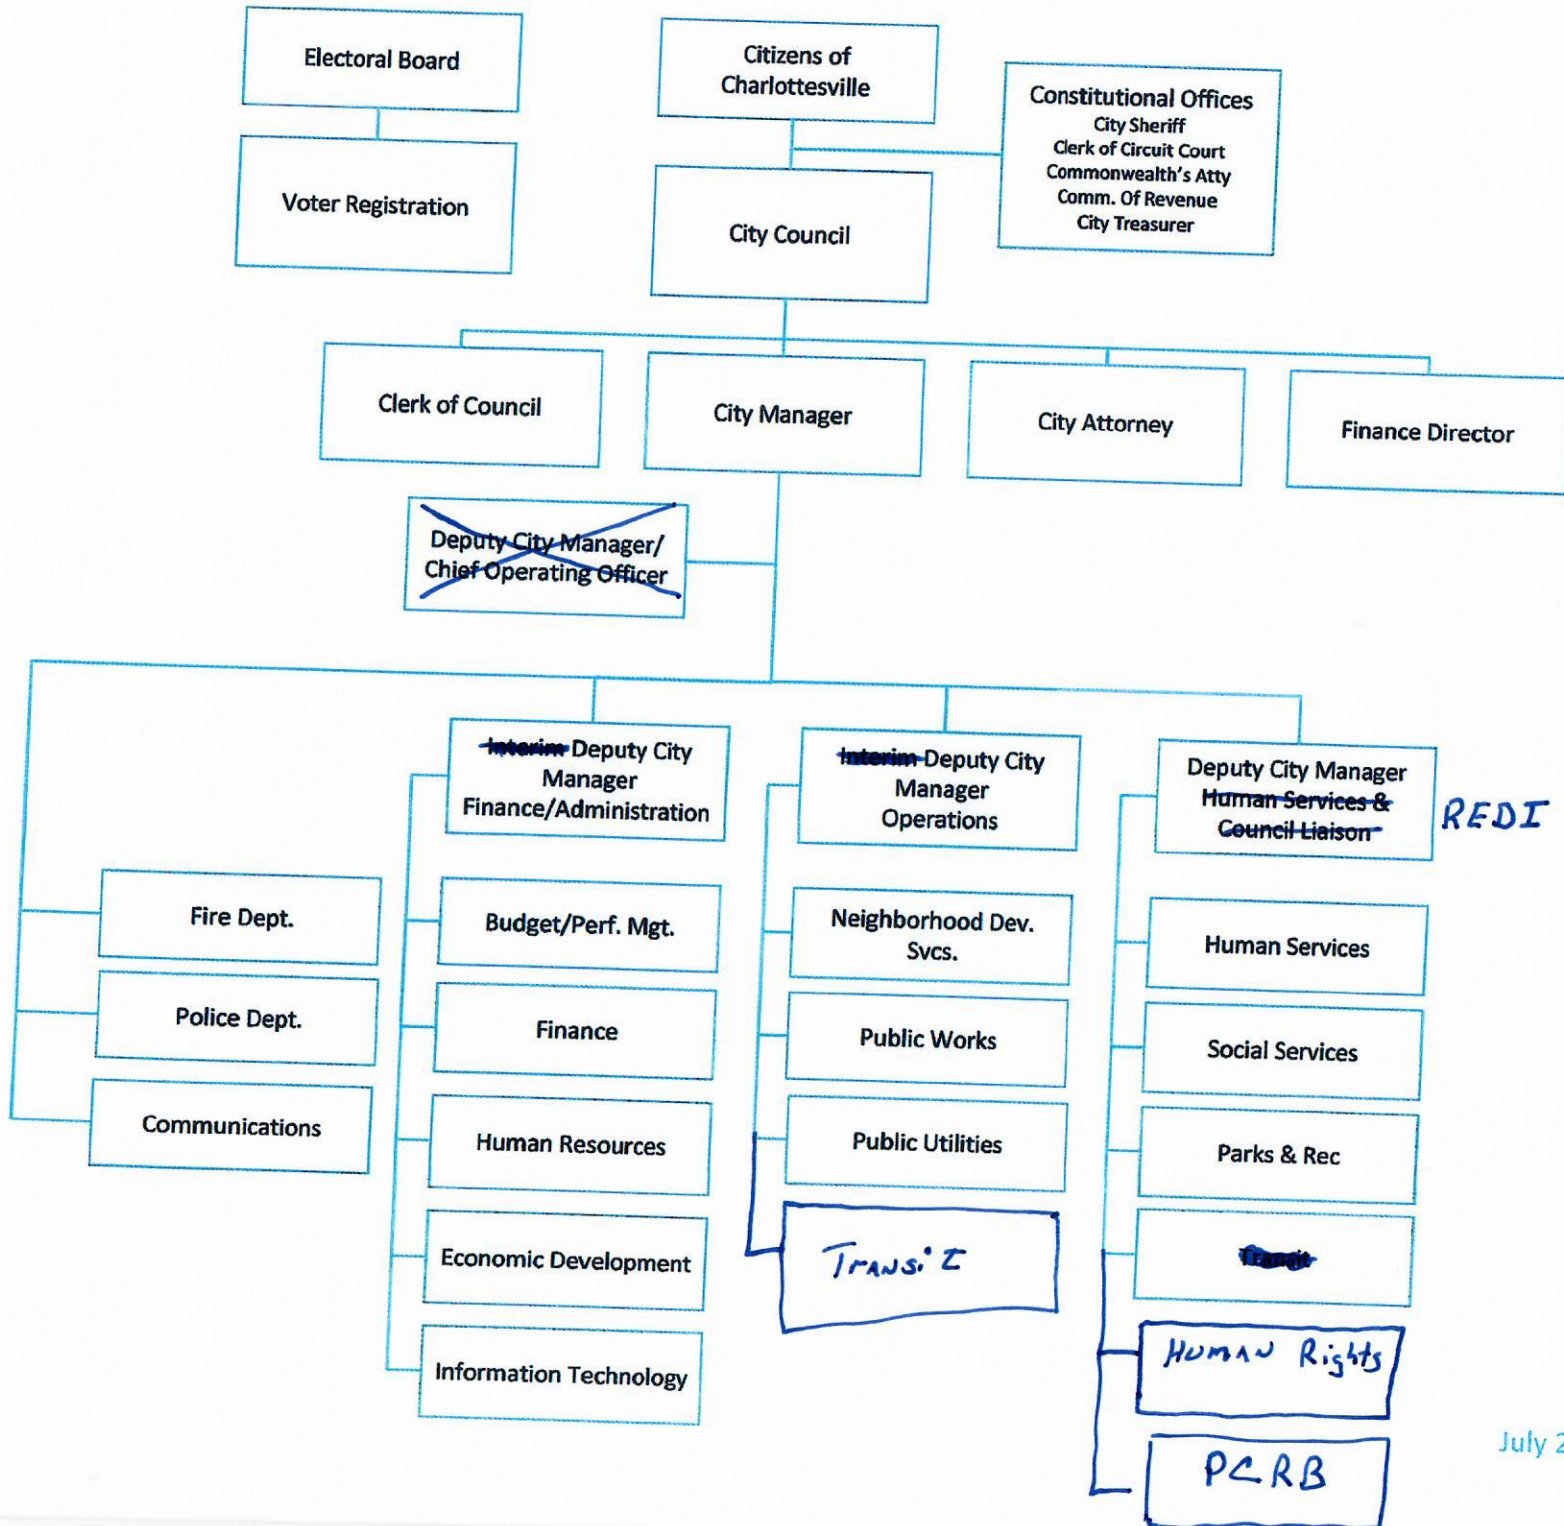 Electoral Board
Voter Registration
Citizens of
Charlottesville
Constitutional Offices
City Sheriff
Clerk of Circuit Court
Commonwealth's Atty
Comm. Of Revenue
City Treasurer
City Council
Clerk of Council
City Manager
City Attorney
Finance Director
Deputy City Manager/
Chief Operating Officer
Interim Deputy City
Manager
Finance/Administration
Interim Deputy City
Manager
Operations
Deputy City Manager
Human Services &
Council Liaison
REDI
Fire Dept.
Police Dept.
Communications
Budget/Perf. Mgt.
Finance
Human Resources
Economic Development
Information Technology
Neighborhood Dev.
Svcs.
Public Works
Public Utilities
Transit
Human Services
Social Services
Parks & Rec
Transit
Human Rights
PCRB
July 2